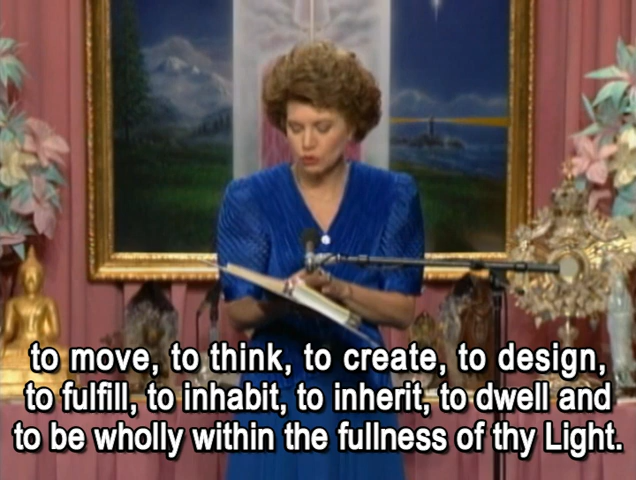 to move, to think, to create, to design,
to fulfill, to inhabit, to inherit, to dwell and
to be wholly within the fullness of thy Light.